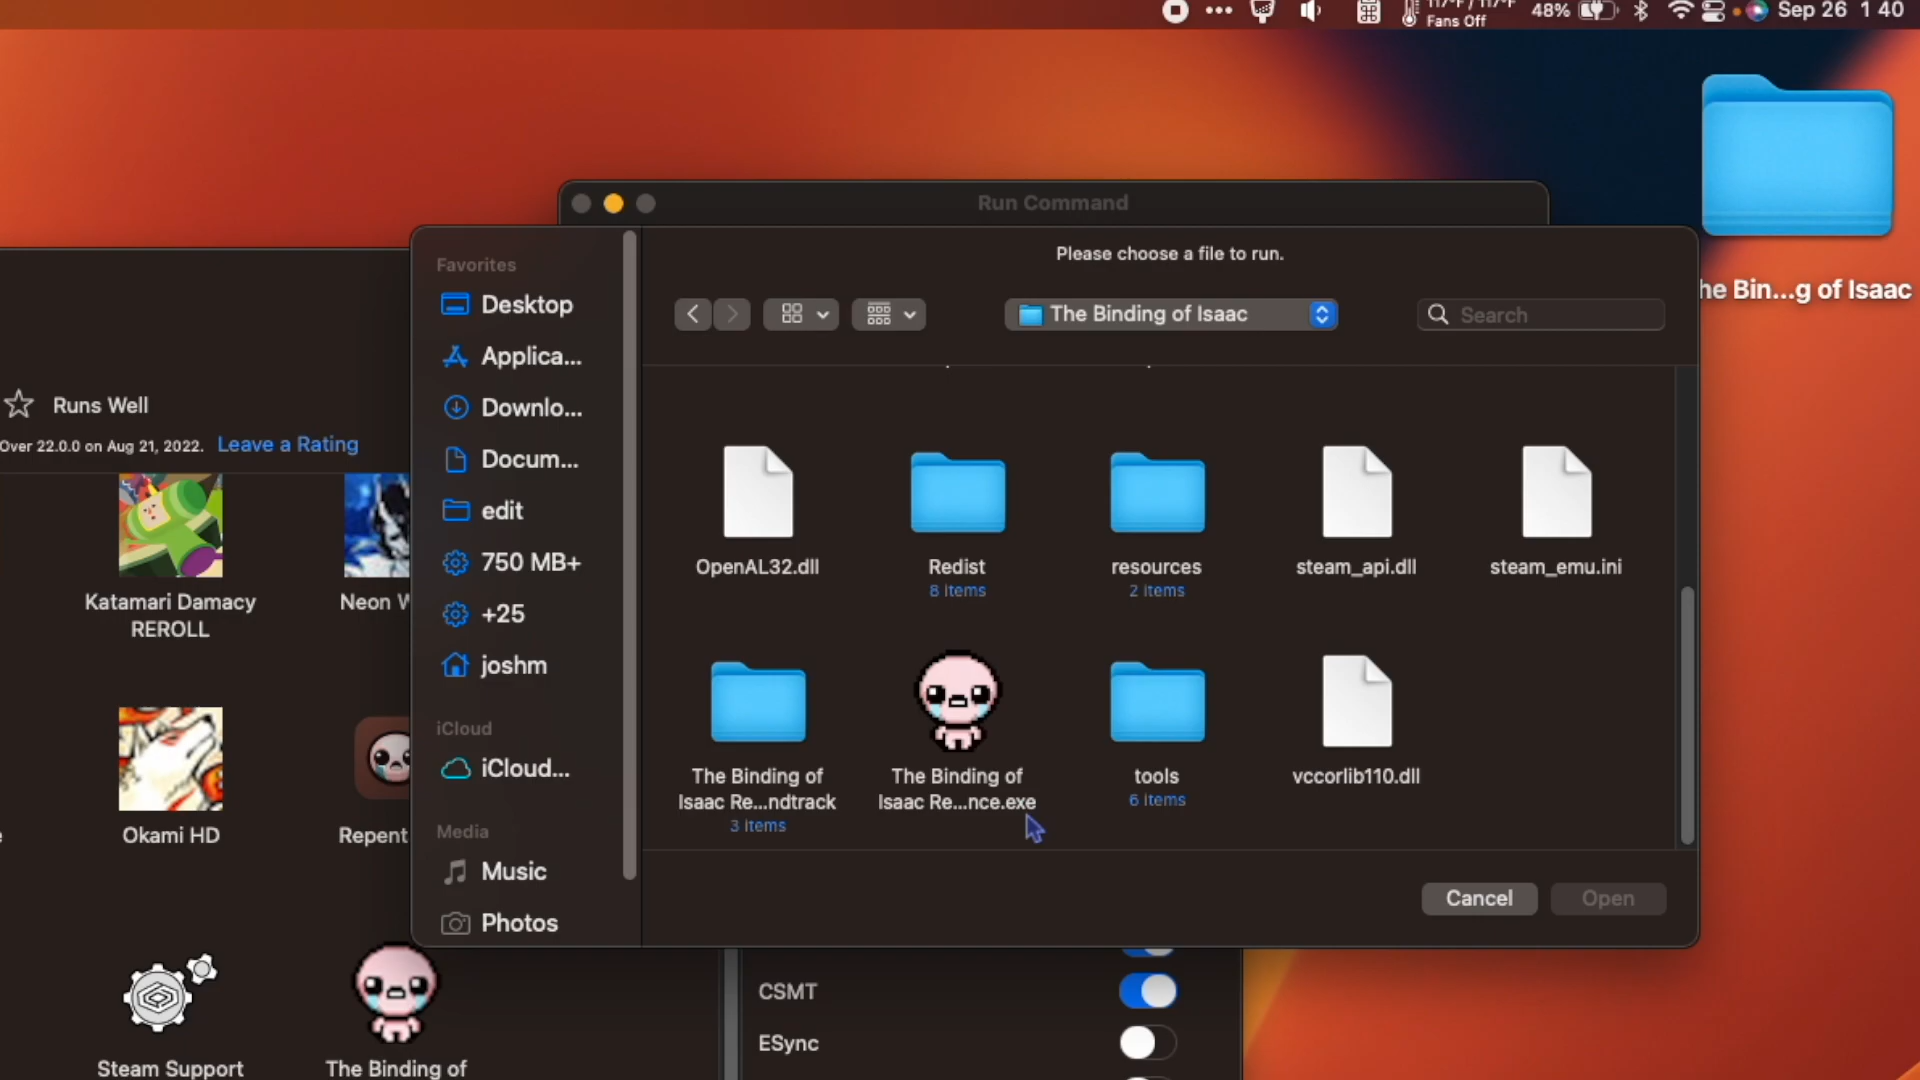 Fans Off
48%
Sep 26 1 40
Run Command
Please choose a file to run.
Favorites
Desktop
Applica...
Downlo...
Docum...
edit
750 MB+
+25
joshm
iCloud
iCloud...
Media
Music
Photos
The Binding of Isaac
Search
he Bin...g of Isaac
OpenAL32.dll
Redist
8 items
resources
2 items
steam_api.dll
steam_emu.ini
The Binding of
Isaac Re...ndtrack
3 items
The Binding of
Isaac Re...nce.exe
tools
6 items
vccorlib110.dll
Cancel
Open
Runs Well
Over 22.0.0 on Aug 21, 2022. Leave a Rating
Katamari Damacy
REROLL
Neon W
Okami HD
Repent
Steam Support
The Binding of
CSMT
ESync